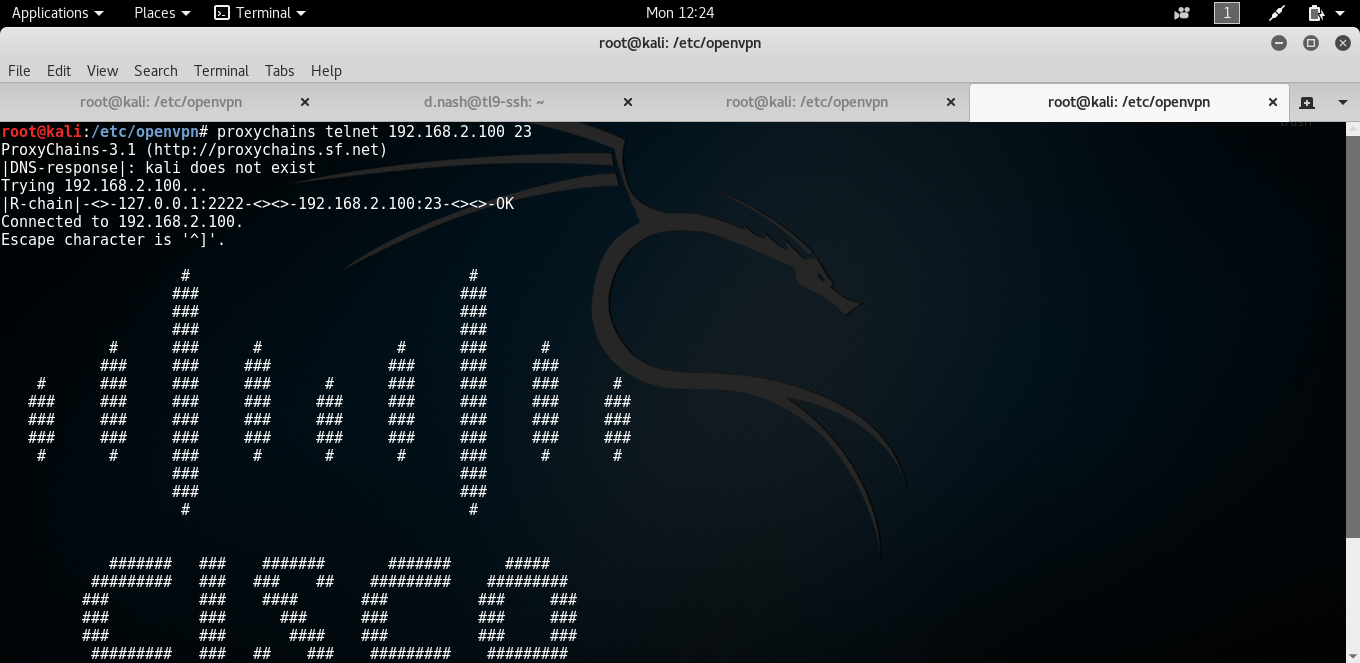 Applications Places Terminal Mon 12:24 1
root@kali: /etc/openvpn
File Edit View Search Terminal Tabs Help
root@kali: /etc/openvpn × d.nash@tl9-ssh: ~ × root@kali: /etc/openvpn × root@kali: /etc/openvpn ×
root@kali:/etc/openvpn# proxychains telnet 192.168.2.100 23
ProxyChains-3.1 (http://proxychains.sf.net)
|DNS-response|: kali does not exist
Trying 192.168.2.100...
|R-chain|-<>-127.0.0.1:2222-<><>-192.168.2.100:23-<><>-OK
Connected to 192.168.2.100.
Escape character is '^]'.
                    #                               #
                   ###                             ###
                   ###                             ###
                   ###                             ###
            #      ###      #               #      ###      #
           ###     ###     ###             ###     ###     ###
    #      ###     ###     ###      #      ###     ###     ###      #
   ###     ###     ###     ###     ###     ###     ###     ###     ###
   ###     ###     ###     ###     ###     ###     ###     ###     ###
   ###     ###     ###     ###     ###     ###     ###     ###     ###
    #       #      ###      #       #       #      ###      #       #
                   ###                             ###
                   ###                             ###
                    #                               #
            #######   ###    #######       #######      #####
          #########   ###   ###    ##    #########    #########
         ###          ###    ####       ###          ###     ###
         ###          ###      ###      ###          ###     ###
         ###          ###       ####    ###          ###     ###
          #########   ###   ##    ###    #########    #########